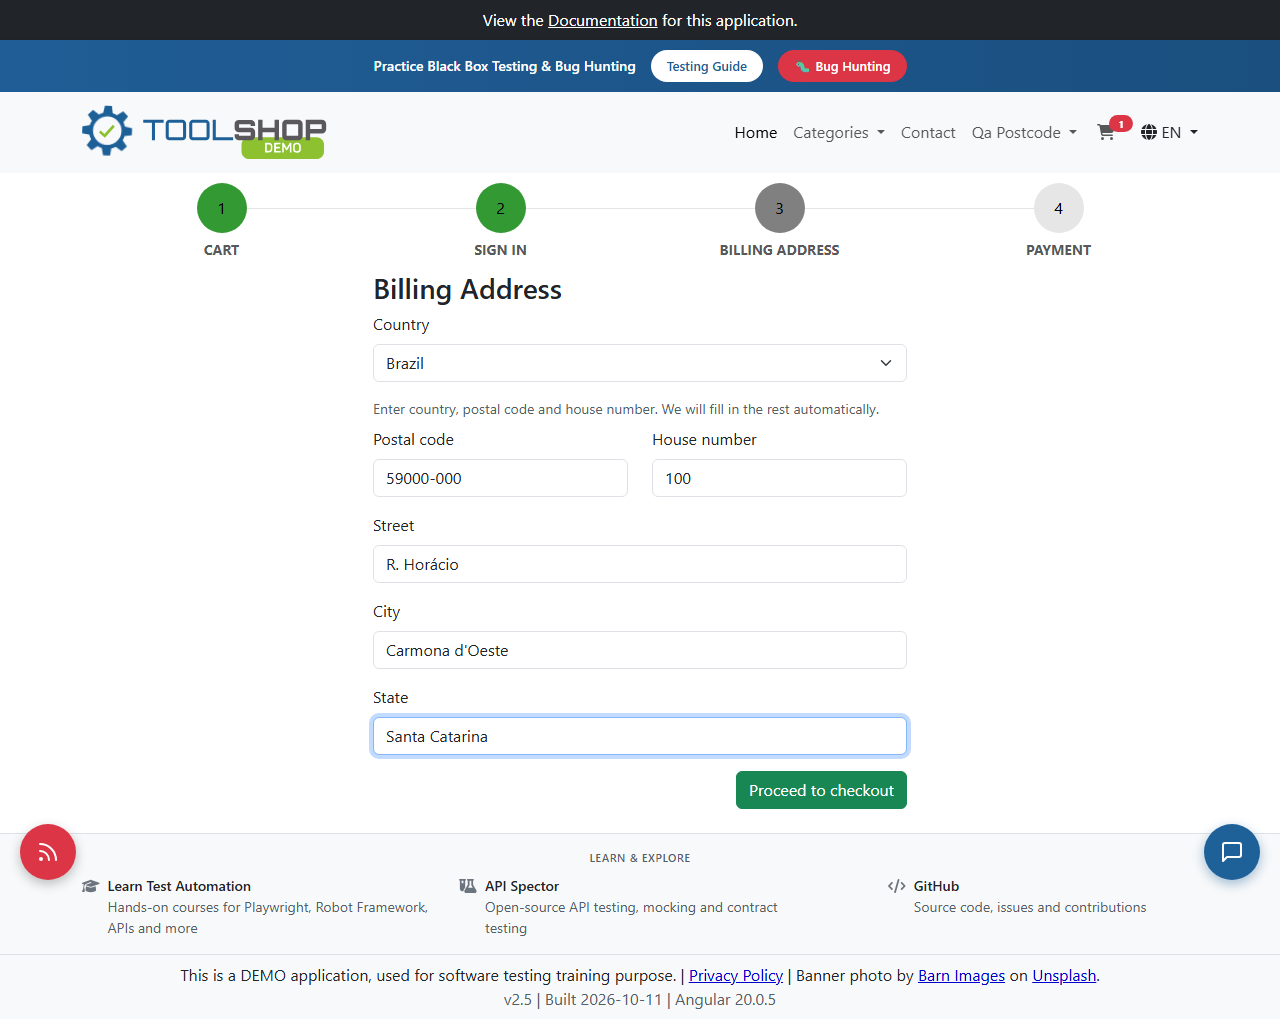 View the Documentation for this application.
Practice Black Box Testing & Bug Hunting Testing Guide Bug Hunting
TOOLSHOP
DEMO
Home Categories Contact Qa Postcode 1 EN
1 2 3 4
CART SIGN IN BILLING ADDRESS PAYMENT
Billing Address
Country
Brazil
Enter country, postal code and house number. We will fill in the rest automatically.
Postal code House number
59000-000 100
Street
R. Horácio
City
Carmona d'Oeste
State
Santa Catarina
Proceed to checkout
LEARN & EXPLORE
Learn Test Automation API Spector GitHub
Hands-on courses for Playwright, Robot Framework, Open-source API testing, mocking and contract Source code, issues and contributions
APIs and more testing
This is a DEMO application, used for software testing training purpose. | Privacy Policy | Banner photo by Barn Images on Unsplash.
v2.5 | Built 2026-10-11 | Angular 20.0.5